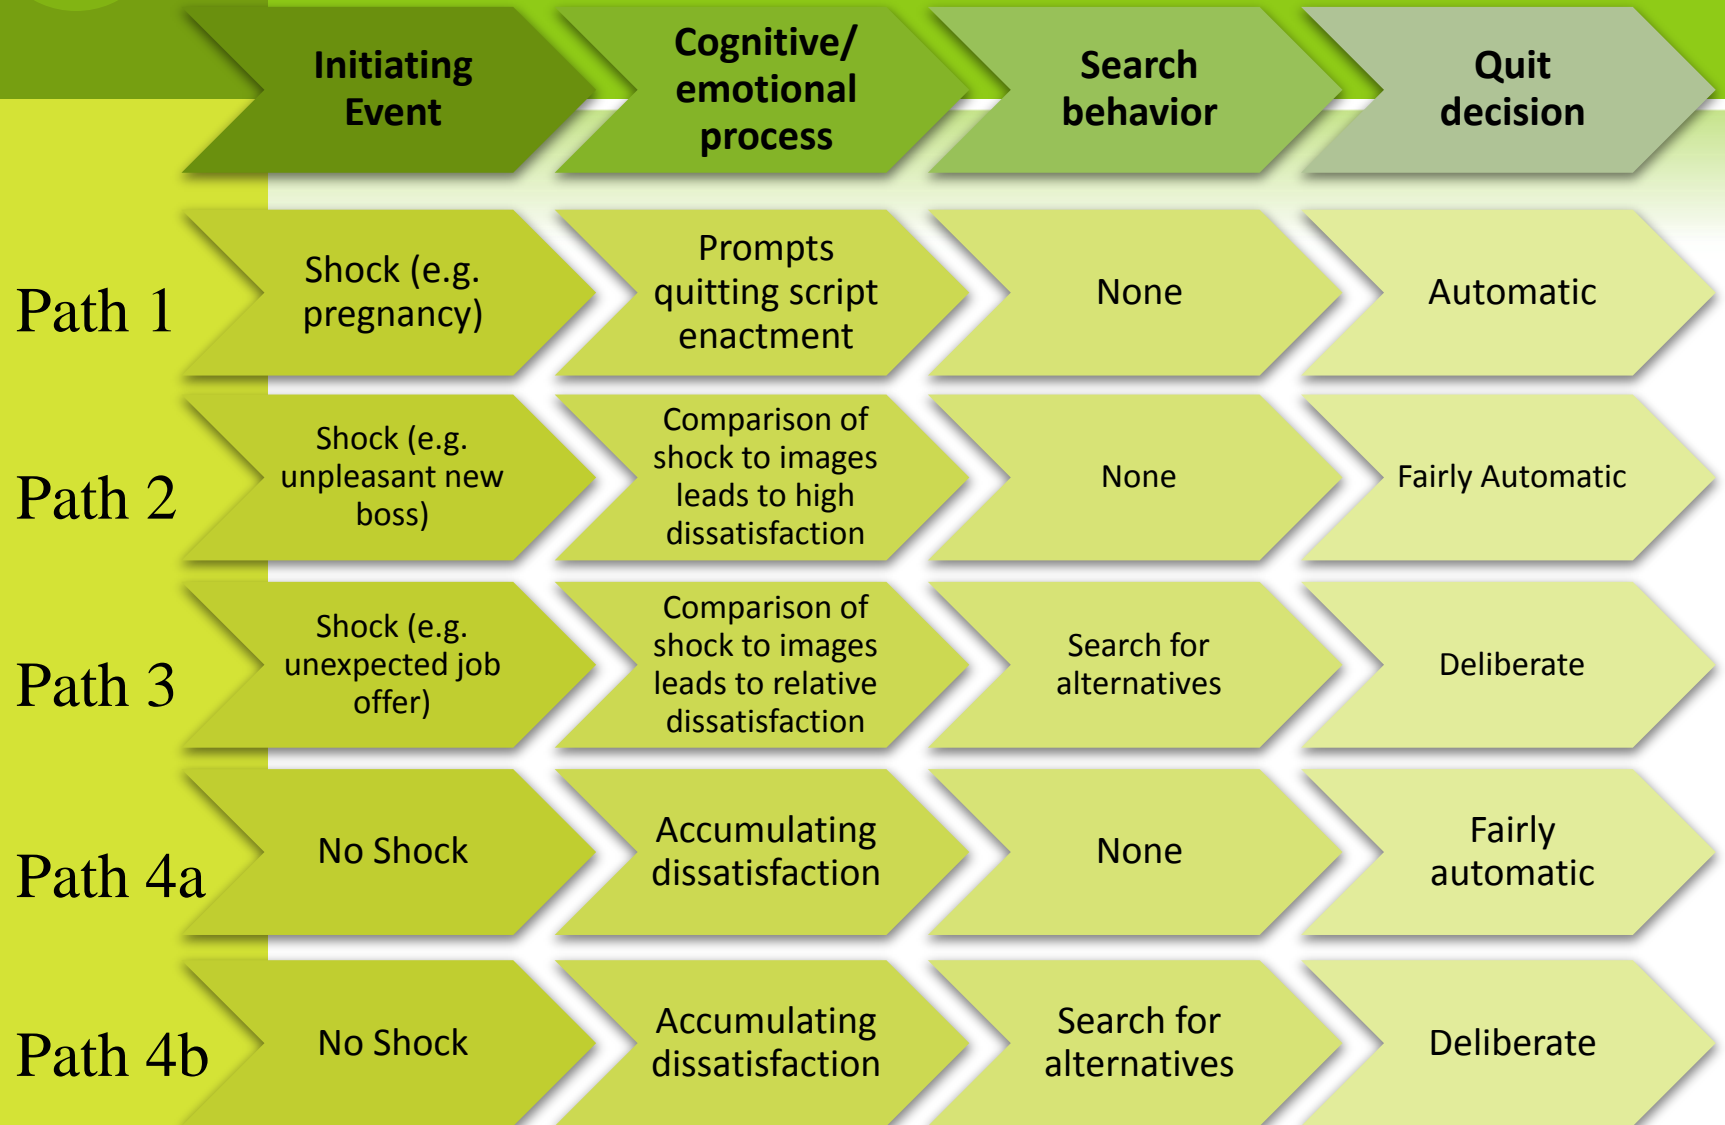 Initiating
Event
Cognitive/
emotional
process
Search
behavior
Quit
decision
Path 1
Shock (e.g.
pregnancy)
Prompts
quitting script
enactment
None
Automatic
Path 2
Shock (e.g.
unpleasant new
boss)
Comparison of
shock to images
leads to high
dissatisfaction
None
Fairly Automatic
Path 3
Shock (e.g.
unexpected job
offer)
Comparison of
shock to images
leads to relative
dissatisfaction
Search for
alternatives
Deliberate
Path 4a
No Shock
Accumulating
dissatisfaction
None
Fairly
automatic
Path 4b
No Shock
Accumulating
dissatisfaction
Search for
alternatives
Deliberate